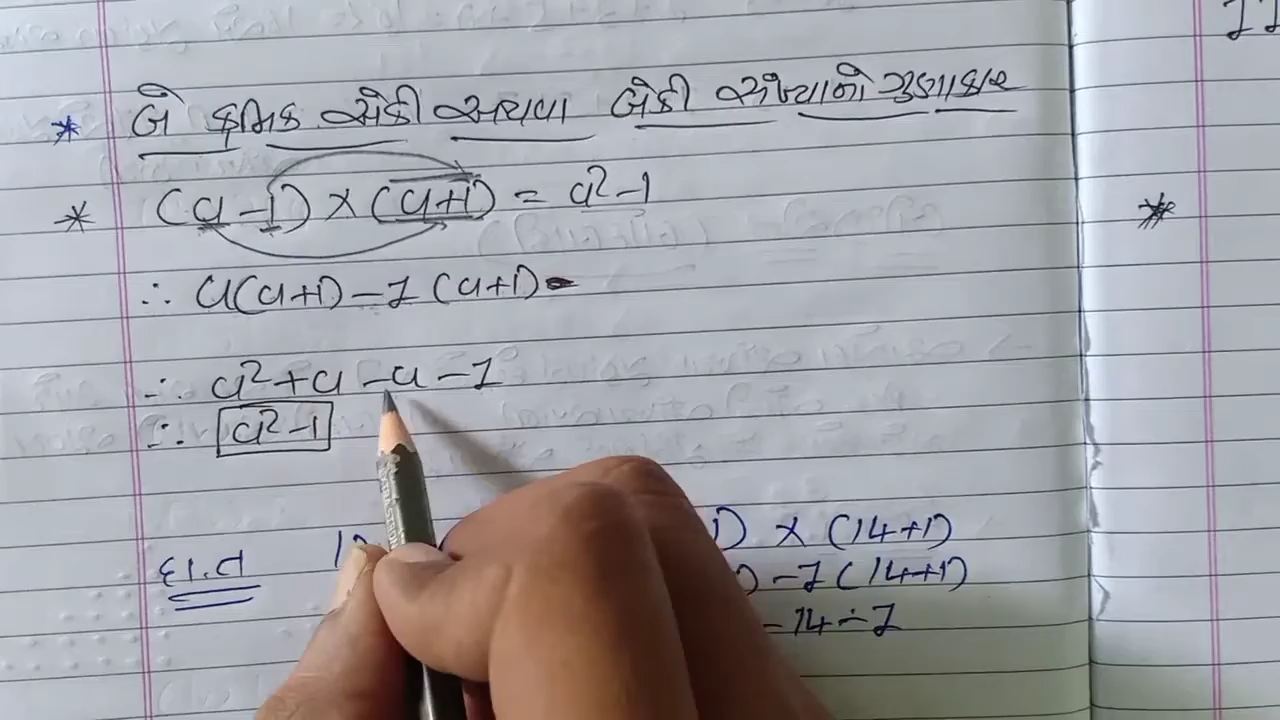 * બે ક્રમિક એકી અથવા બેકી સંખ્યાનો ગુણાકાર
* (a-1) × (a+1) = a²-1
∴ a(a+1) - 1 (a+1)
∴ a² + a - a - 1
∴ a² - 1
દા.ત 1) × (14+1)
) - 1 (14+1)
- 14 - 1
*